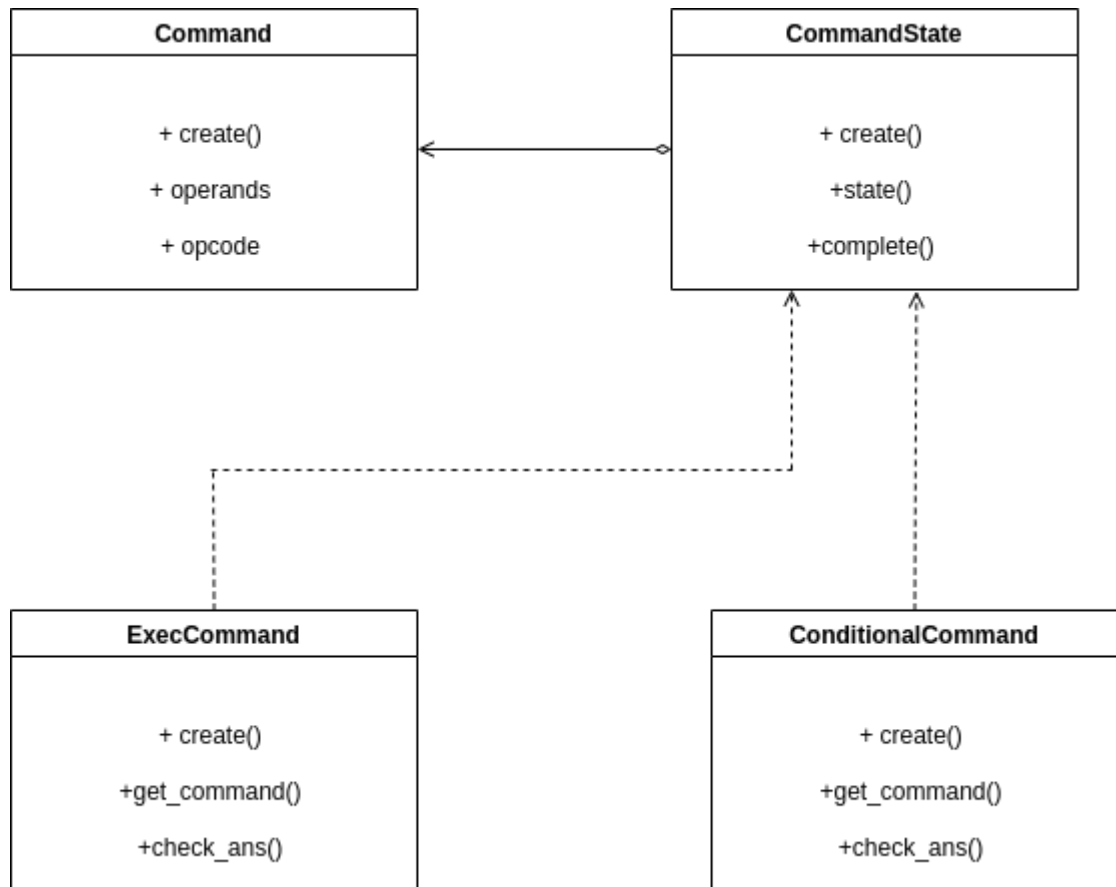 Command
+ create()
+ operands
+ opcode
CommandState
+ create()
+state()
+complete()
ExecCommand
+ create()
+get_command()
+check_ans()
ConditionalCommand
+ create()
+get_command()
+check_ans()